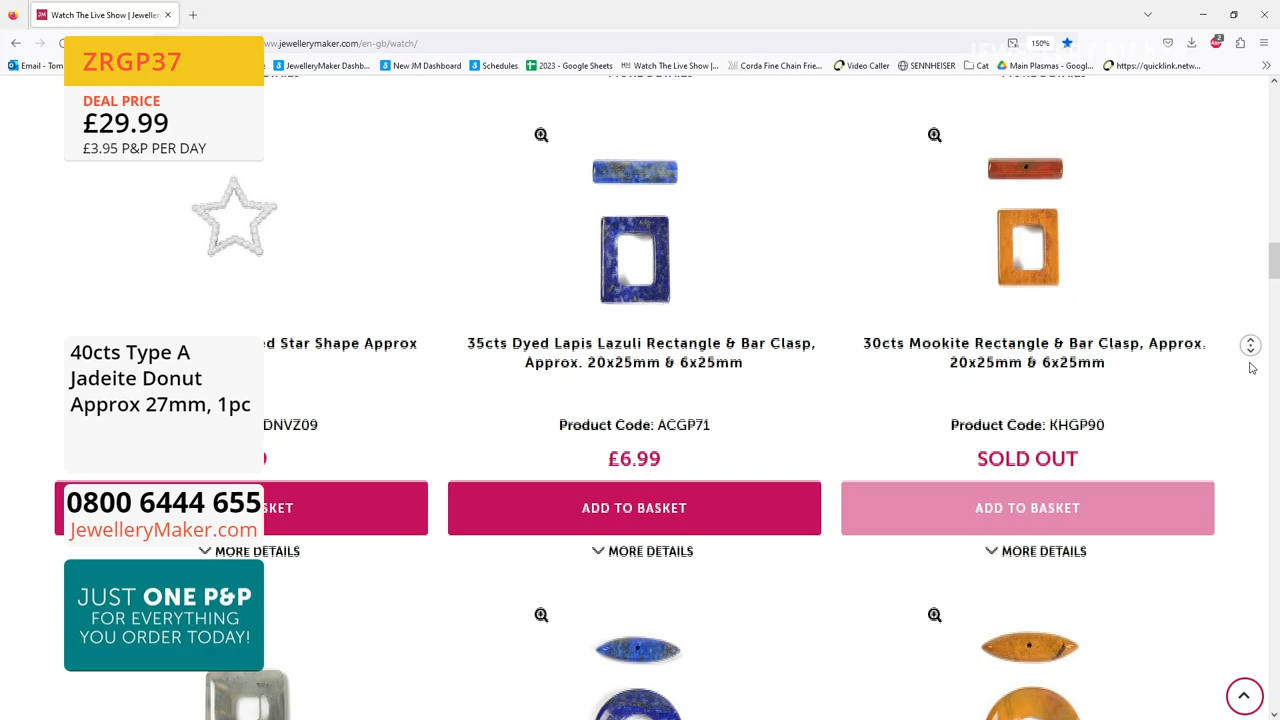 Watch The Live Show | Jeweller
w.jewellerymaker.com/en-gb/watch/
150%
2
Email - Tom
JewelleryMaker Dashb...
New JM Dashboard
Schedules
2023 - Google Sheets
Watch The Live Show |...
Corda Fine Chain Frie...
Video Caller
SENNHEISER
Cat
Main Plasmas - Googl...
https://quicklink.netw...
ZRGP37
DEAL PRICE
£29.99
£3.95 P&P PER DAY
40cts Type A
Jadeite Donut
Approx 27mm, 1pc
0800 6444 655
JewelleryMaker.com
JUST ONE P&P
FOR EVERYTHING
YOU ORDER TODAY!
ed Star Shape Approx
DNVZ09
SKET
MORE DETAILS
35cts Dyed Lapis Lazuli Rectangle & Bar Clasp,
Approx. 20x25mm & 6x25mm
Product Code: ACGP71
£6.99
ADD TO BASKET
MORE DETAILS
30cts Mookite Rectangle & Bar Clasp, Approx.
20x25mm & 6x25mm
Product Code: KHGP90
SOLD OUT
ADD TO BASKET
MORE DETAILS